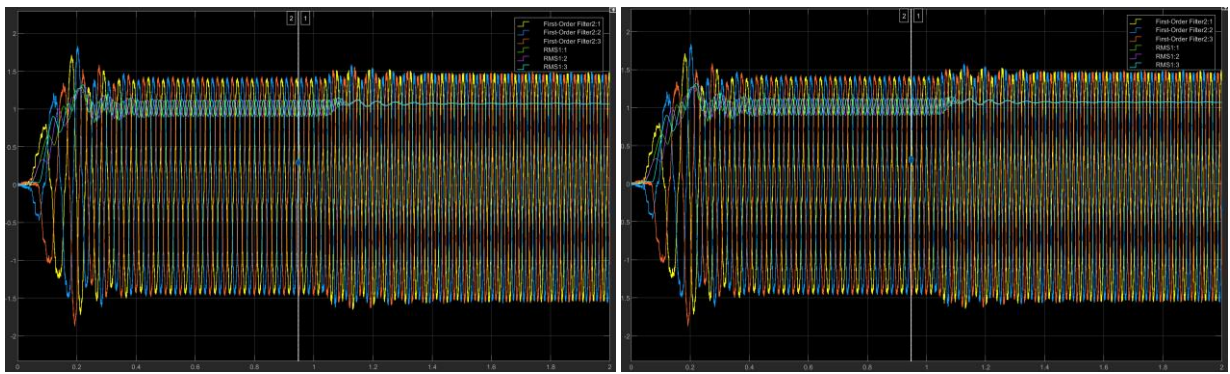 2 1
First-Order Filter2:1
First-Order Filter2:2
First-Order Filter2:3
RMS1:1
RMS1:2
RMS1:3
2
1.5
1
0.5
0
-0.5
-1
-1.5
-2
0 0.2 0.4 0.6 0.8 1 1.2 1.4 1.6 1.8 2
2 1
First-Order Filter2:1
First-Order Filter2:2
First-Order Filter2:3
RMS1:1
RMS1:2
RMS1:3
2
1.5
1
0.5
0
-0.5
-1
-1.5
-2
0 0.2 0.4 0.6 0.8 1 1.2 1.4 1.6 1.8 2